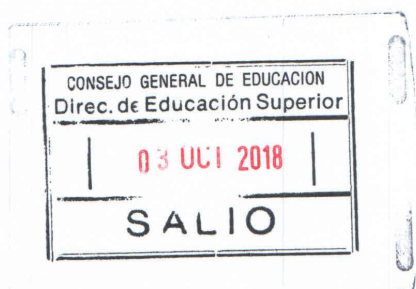 CONSEJO GENERAL DE EDUCACION
Direc. de Educación Superior
03 OCT 2018
SALIO